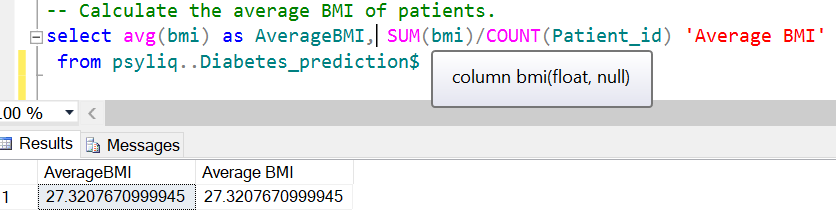 -- Calculate the average BMI of patients.
select avg(bmi) as AverageBMI, SUM(bmi)/COUNT(Patient_id) 'Average BMI'
from psyliq..Diabetes_prediction$
column bmi(float, null)
.00 %
Results Messages
AverageBMI Average BMI
1 27.3207670999945 27.3207670999945